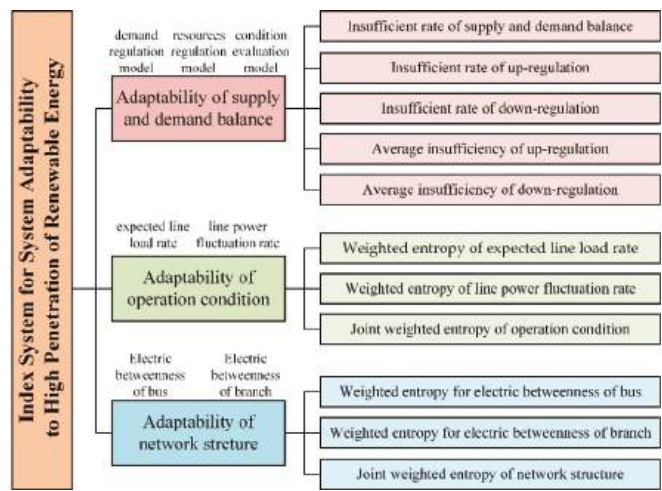 Index System for System Adaptability
to High Penetration of Renewable Energy
demand
regulation
model
resources
regulation
model
condition
evaluation
model
Adaptability of supply
and demand balance
Insufficient rate of supply and demand balance
Insufficient rate of up-regulation
Insufficient rate of down-regulation
Average insufficiency of up-regulation
Average insufficiency of down-regulation
expected line
load rate
line power
fluctuation rate
Adaptability of
operation condition
Weighted entropy of expected line load rate
Weighted entropy of line power fluctuation rate
Joint weighted entropy of operation condition
Electric
betweenness
of bus
Electric
betweenness
of branch
Adaptability of
network strcture
Weighted entropy for electric betweenness of bus
Weighted entropy for electric betweenness of branch
Joint weighted entropy of network structure